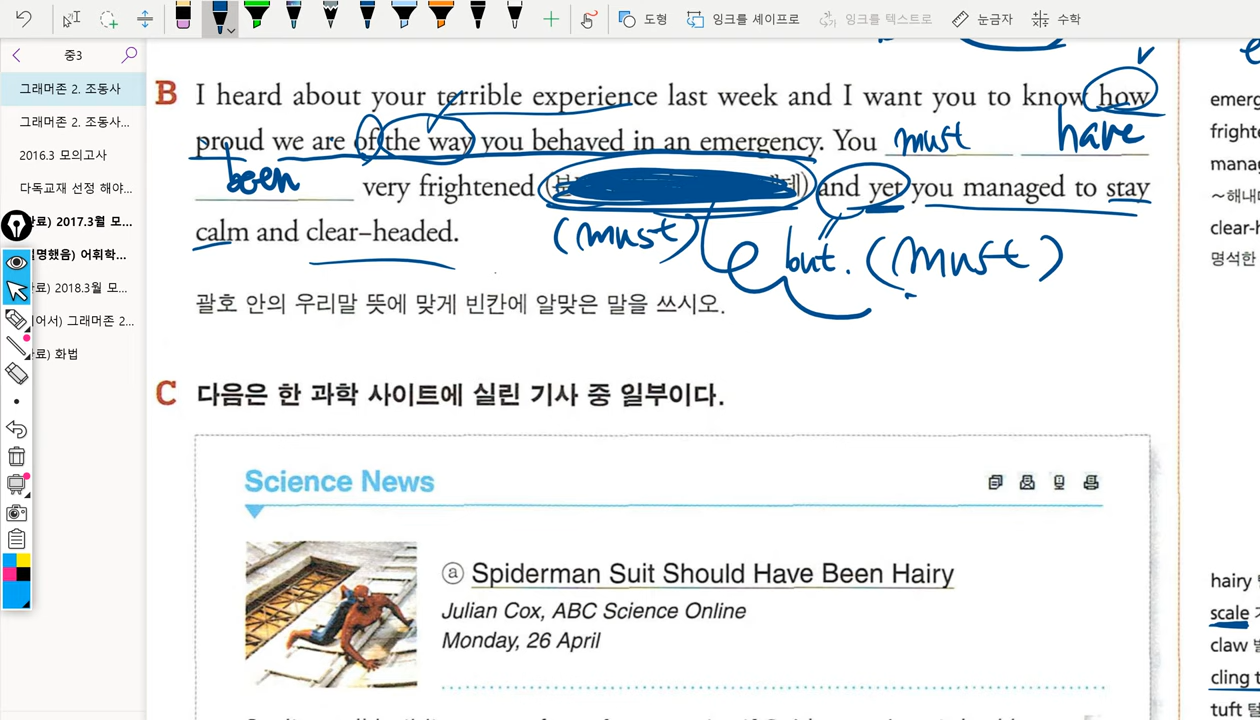 도형
잉크를 셰이프로
잉크를 텍스트로
눈금자
수학
중3
그래머존 2. 조동사
그래머존 2. 조동사...
2016.3 모의고사
다독교재 선정 해야...
료) 2017.3월 모...
명했음) 어휘학...
료) 2018.3월 모...
어서) 그래머존 2...
료) 화법
B I heard about your terrible experience last week and I want you to know how
proud we are of the way you behaved in an emergency. You must have
been very frightened ( ) and yet you managed to stay
calm and clear-headed.
(must) but. (must)
괄호 안의 우리말 뜻에 맞게 빈칸에 알맞은 말을 쓰시오.
C 다음은 한 과학 사이트에 실린 기사 중 일부이다.
Science News
ⓐ Spiderman Suit Should Have Been Hairy
Julian Cox, ABC Science Online
Monday, 26 April
emerg
frighte
manag
～해내다
clear-h
명석한
hairy
scale
claw
cling t
tuft 털